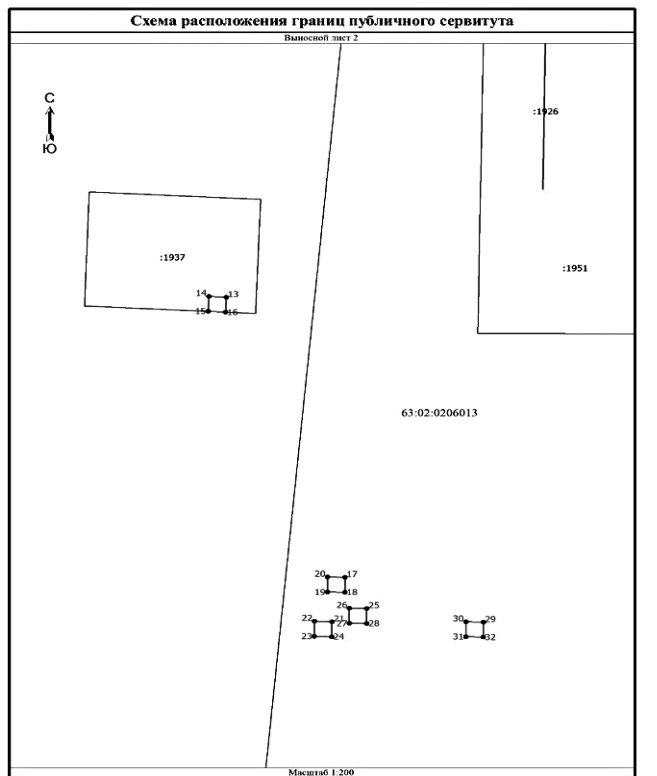 Схема расположения границ публичного сервитута
Выносной лист 2
С
Ю
:1926
:1937
:1951
14 13
15 16
63:02:0206013
20 17
19 18
26 25
22 21
27 28
23 24
30 29
31 32
Масштаб 1:200